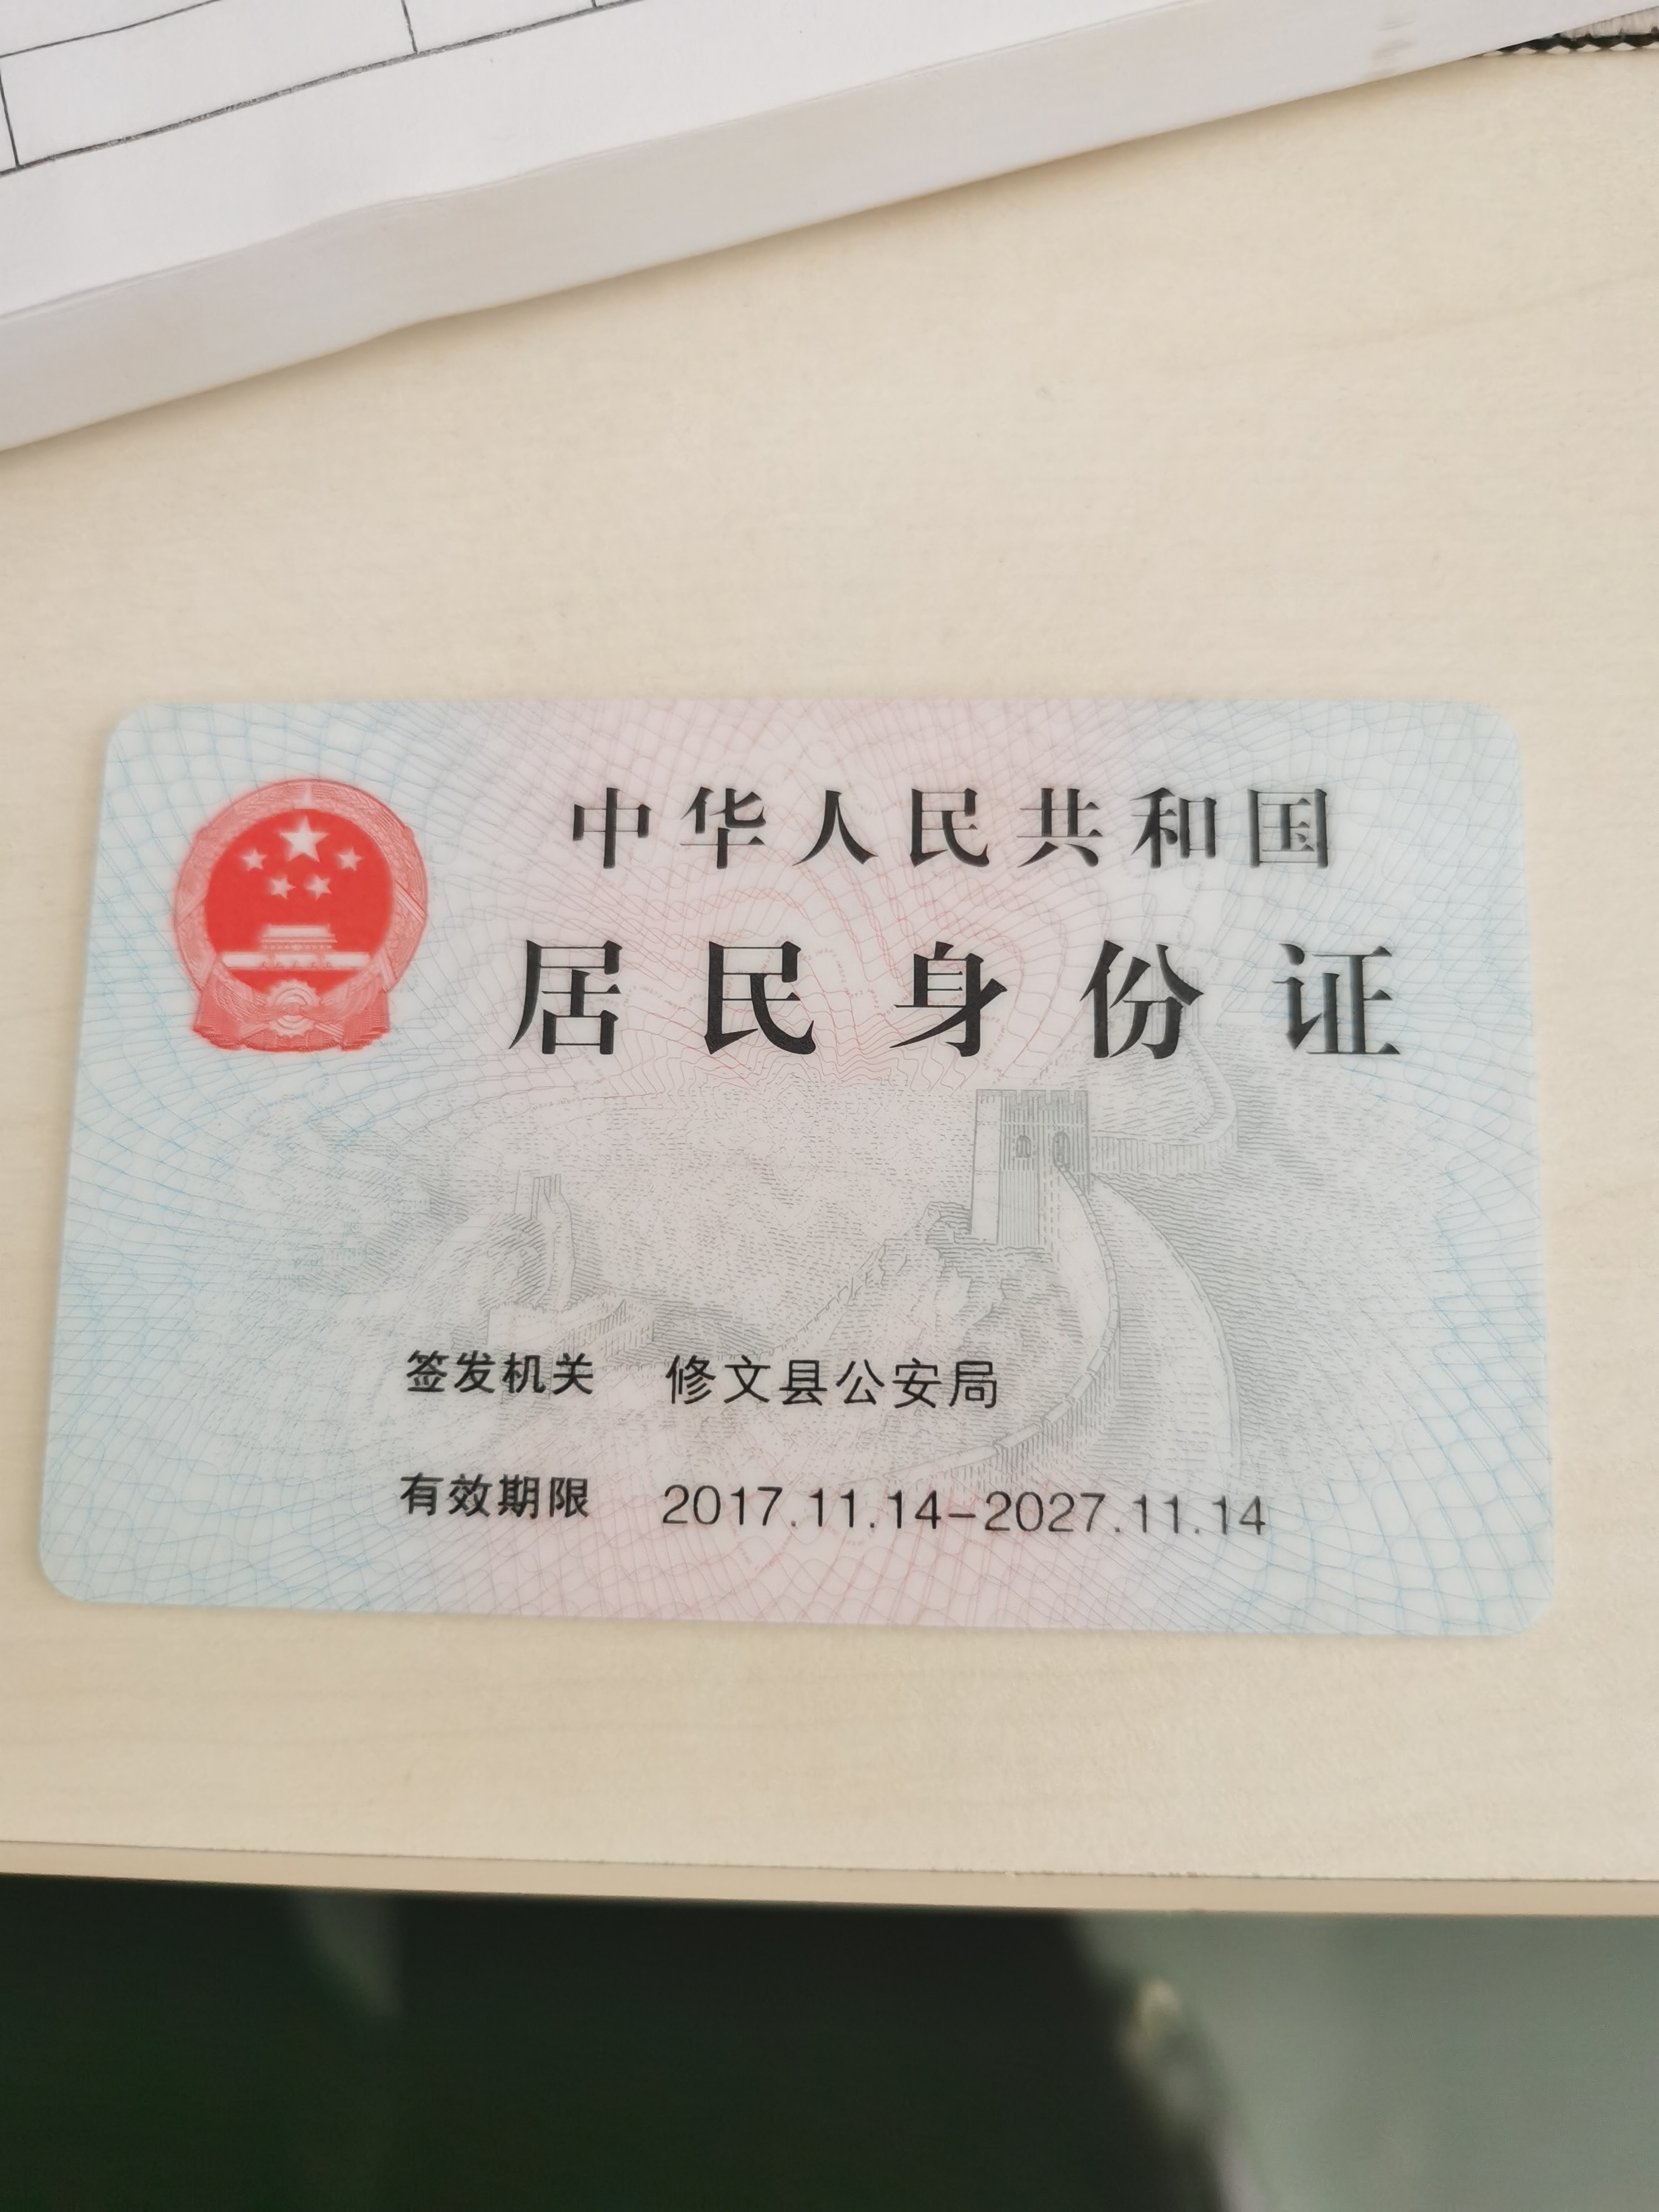 中华人民共和国
居民身份证
签发机关 修文县公安局
有效期限 2017.11.14-2027.11.14